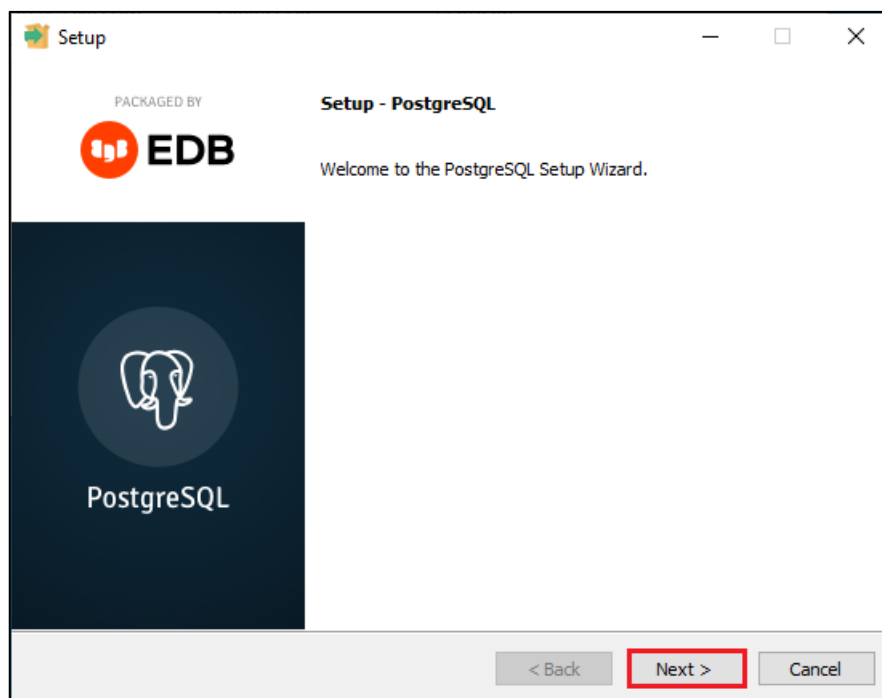 Setup
PACKAGED BY
EDB
Setup - PostgreSQL
Welcome to the PostgreSQL Setup Wizard.
PostgreSQL
< Back
Next >
Cancel